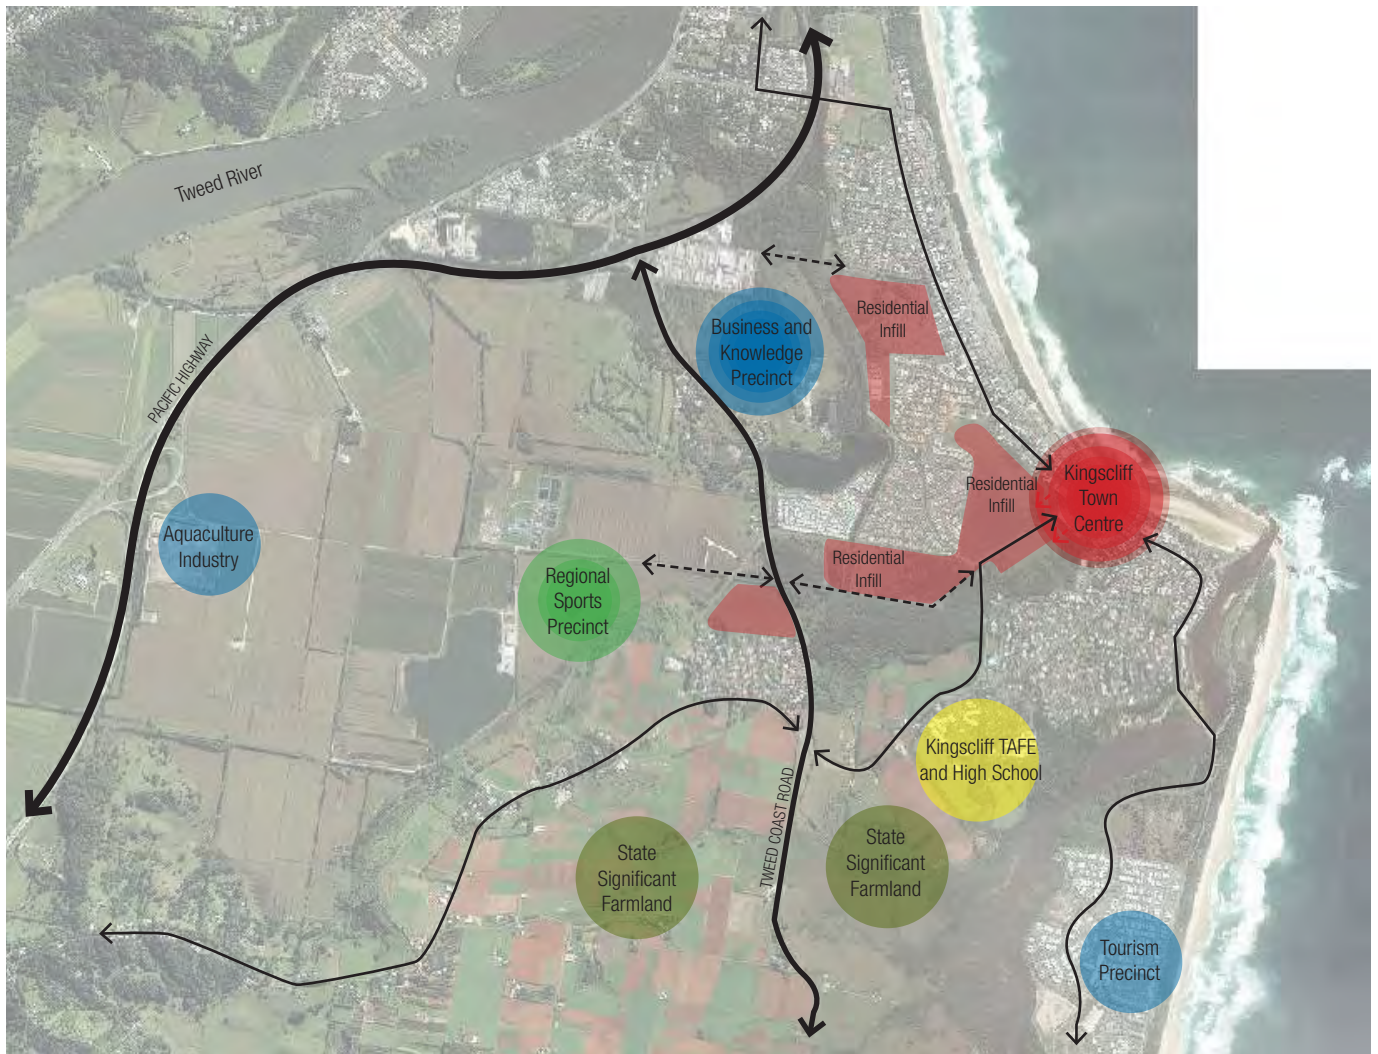 Tweed River
PACIFIC HIGHWAY
Residential
Infill
Business and
Knowledge
Precinct
Kingscliff
Town
Centre
Residential
Infill
Aquaculture
Industry
Residential
Infill
Regional
Sports
Precinct
Kingscliff TAFE
and High School
TWEED COAST ROAD
State
Significant
Farmland
State
Significant
Farmland
Tourism
Precinct